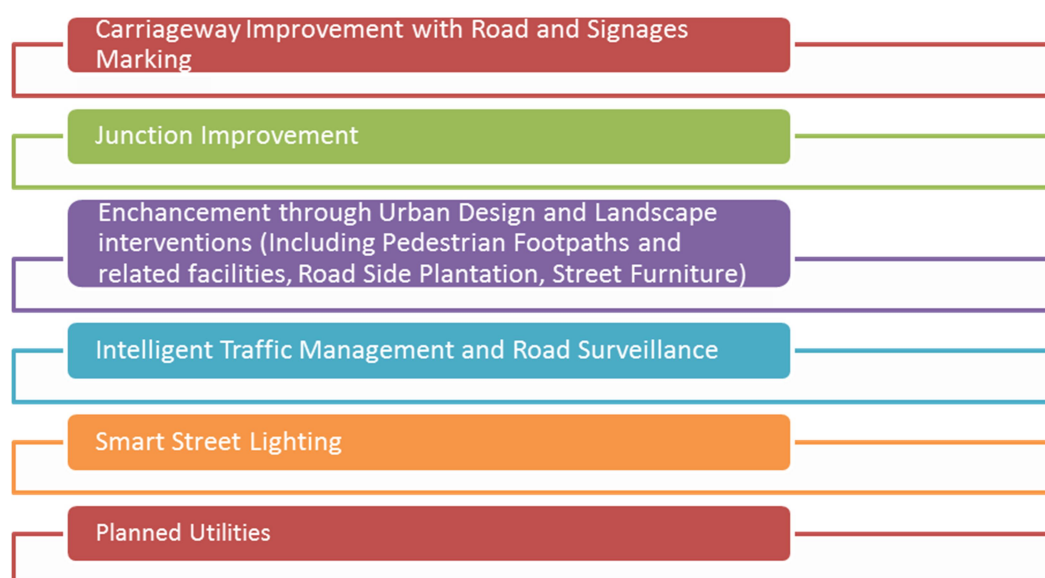 Carriageway Improvement with Road and Signages
Marking
Junction Improvement
Enchancement through Urban Design and Landscape
interventions (Including Pedestrian Footpaths and
related facilities, Road Side Plantation, Street Furniture)
Intelligent Traffic Management and Road Surveillance
Smart Street Lighting
Planned Utilities